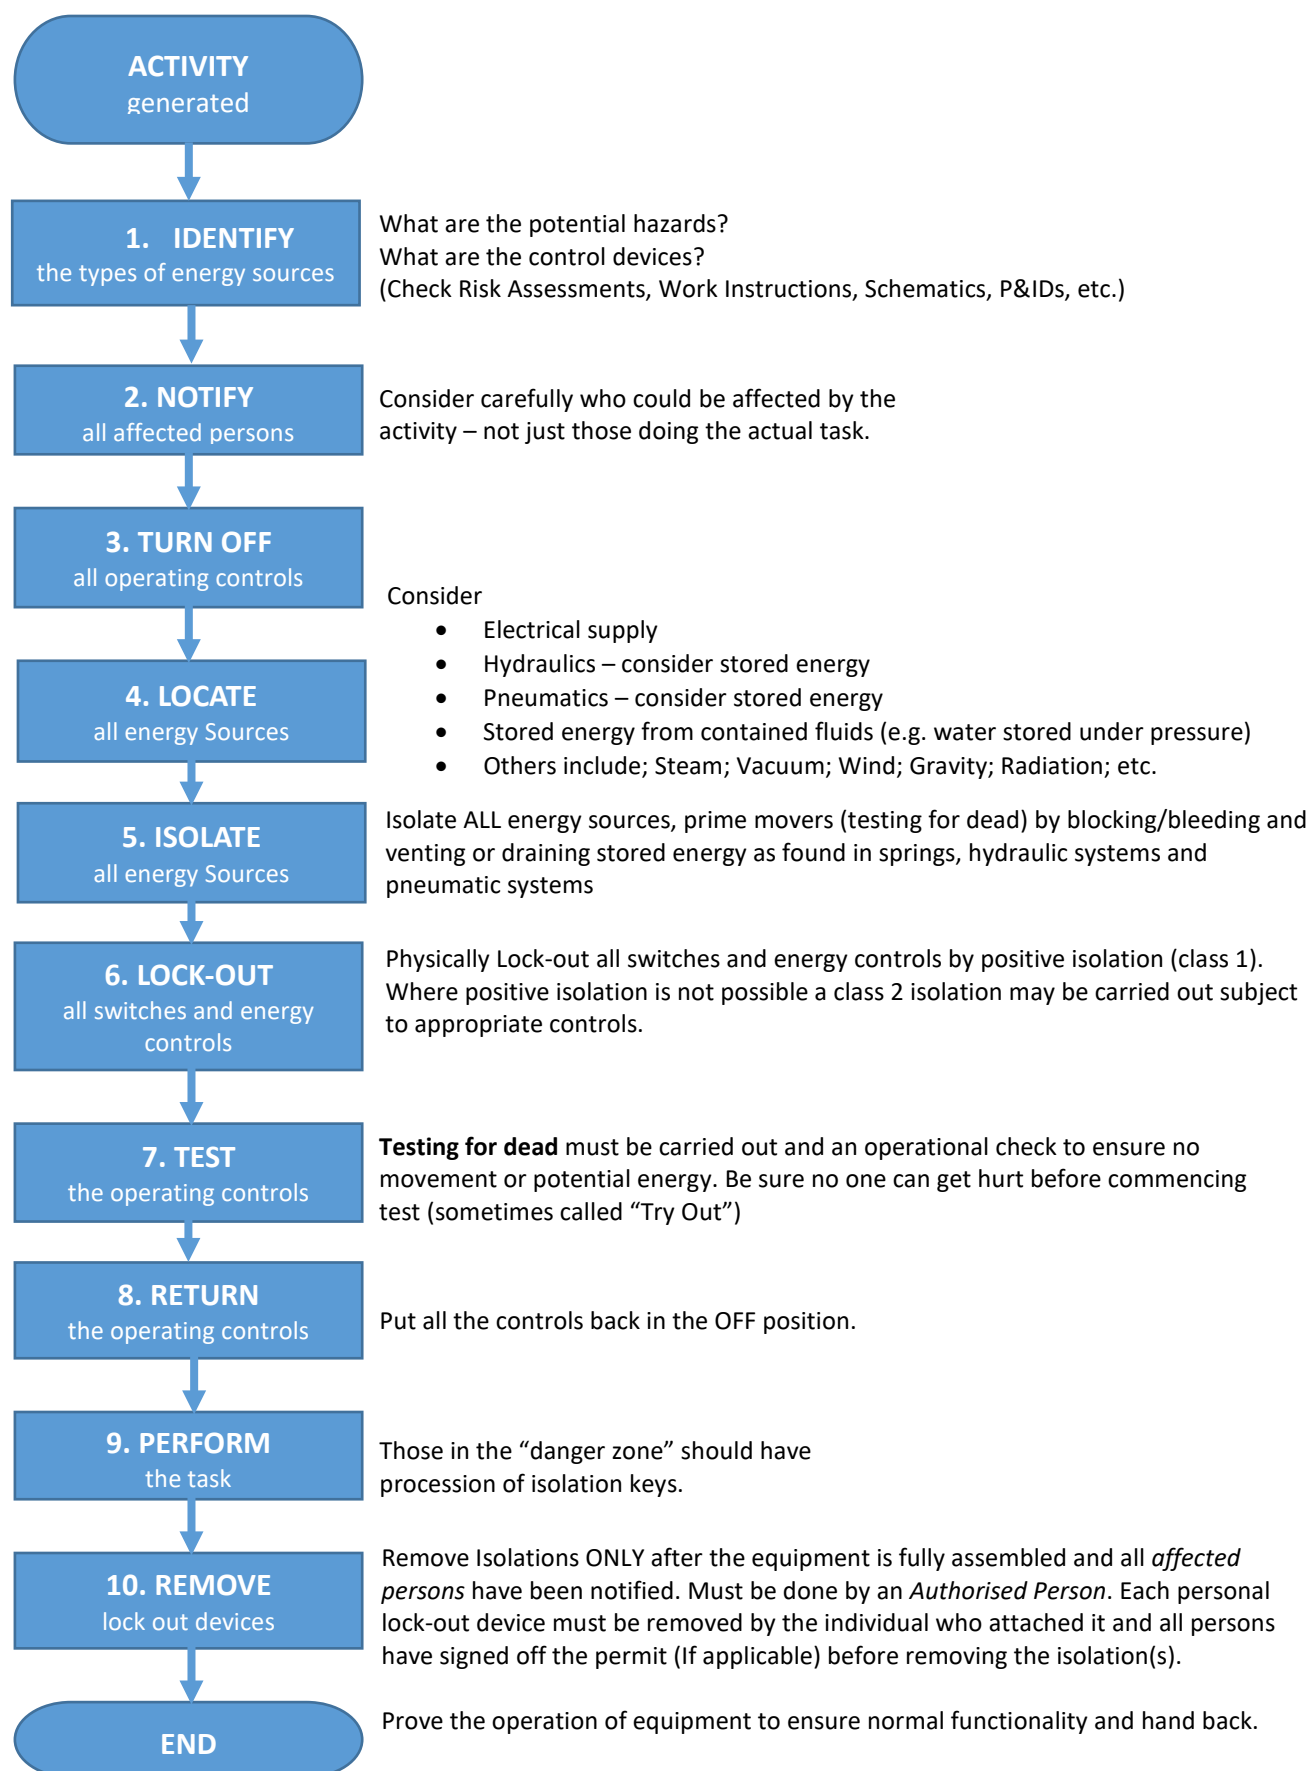 ACTIVITY
generated
1. IDENTIFY
the types of energy sources
What are the potential hazards?
What are the control devices?
(Check Risk Assessments, Work Instructions, Schematics, P&IDs, etc.)
2. NOTIFY
all affected persons
Consider carefully who could be affected by the
activity – not just those doing the actual task.
3. TURN OFF
all operating controls
4. LOCATE
all energy Sources
Consider
• Electrical supply
• Hydraulics – consider stored energy
• Pneumatics – consider stored energy
• Stored energy from contained fluids (e.g. water stored under pressure)
• Others include; Steam; Vacuum; Wind; Gravity; Radiation; etc.
5. ISOLATE
all energy Sources
Isolate ALL energy sources, prime movers (testing for dead) by blocking/bleeding and
venting or draining stored energy as found in springs, hydraulic systems and
pneumatic systems
6. LOCK-OUT
all switches and energy
controls
Physically Lock-out all switches and energy controls by positive isolation (class 1).
Where positive isolation is not possible a class 2 isolation may be carried out subject
to appropriate controls.
7. TEST
the operating controls
Testing for dead must be carried out and an operational check to ensure no
movement or potential energy. Be sure no one can get hurt before commencing
test (sometimes called “Try Out”)
8. RETURN
the operating controls
Put all the controls back in the OFF position.
9. PERFORM
the task
Those in the “danger zone” should have
procession of isolation keys.
10. REMOVE
lock out devices
Remove Isolations ONLY after the equipment is fully assembled and all affected
persons have been notified. Must be done by an Authorised Person. Each personal
lock-out device must be removed by the individual who attached it and all persons
have signed off the permit (If applicable) before removing the isolation(s).
END
Prove the operation of equipment to ensure normal functionality and hand back.